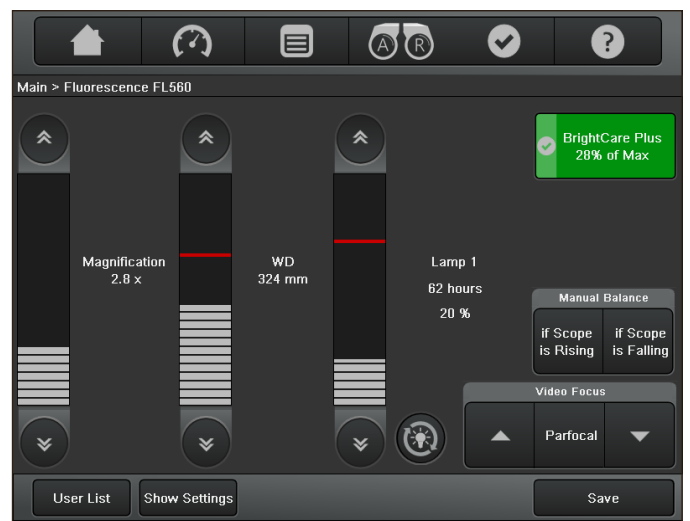 A R ?
Main > Fluorescence FL560
BrightCare Plus
28% of Max
Magnification
2.8 x
WD
324 mm
Lamp 1
62 hours
20 %
Manual Balance
if Scope
is Rising
if Scope
is Falling
Video Focus
Parfocal
User List
Show Settings
Save